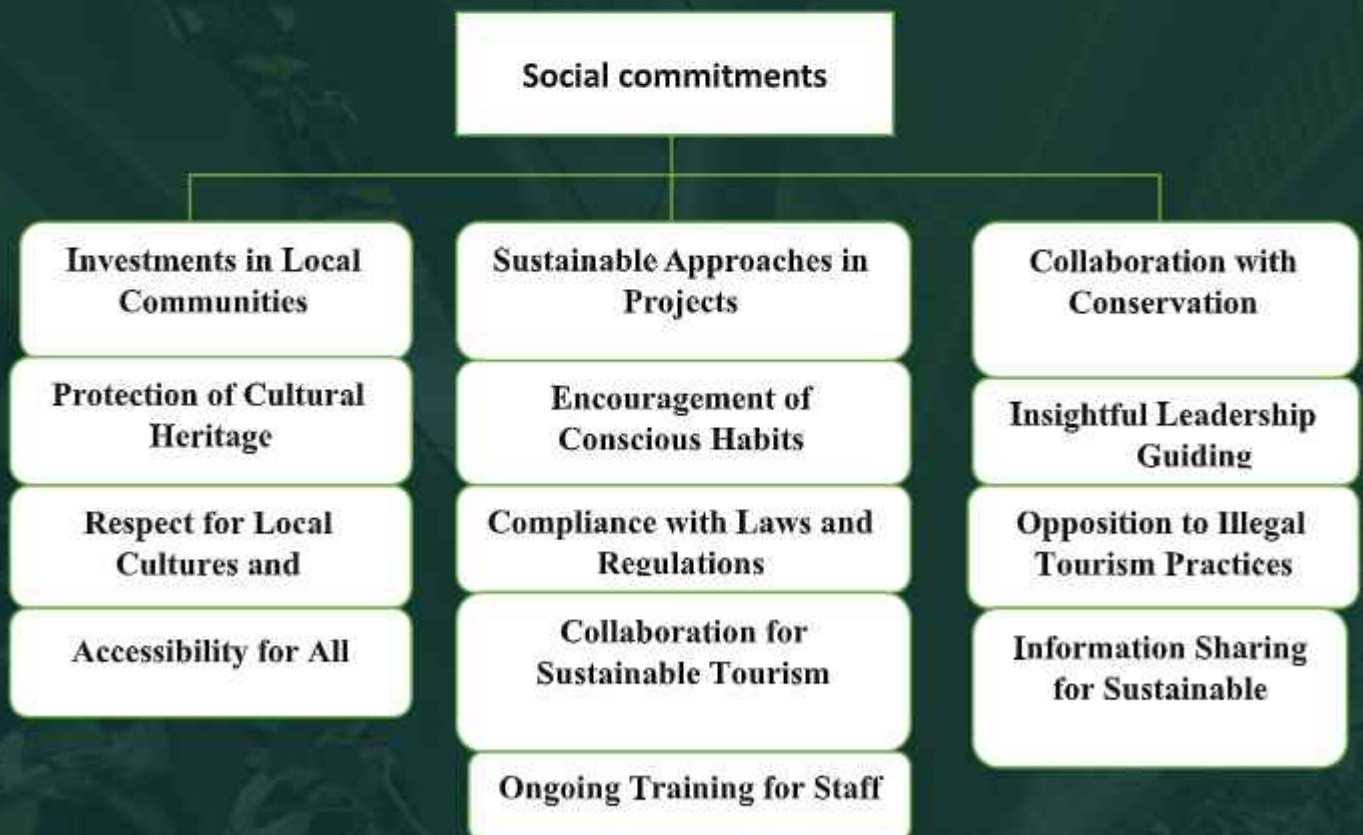 Social commitments
Investments in Local
Communities
Protection of Cultural
Heritage
Respect for Local
Cultures and
Accessibility for All
Sustainable Approaches in
Projects
Encouragement of
Conscious Habits
Compliance with Laws and
Regulations
Collaboration for
Sustainable Tourism
Ongoing Training for Staff
Collaboration with
Conservation
Insightful Leadership
Guiding
Opposition to Illegal
Tourism Practices
Information Sharing
for Sustainable